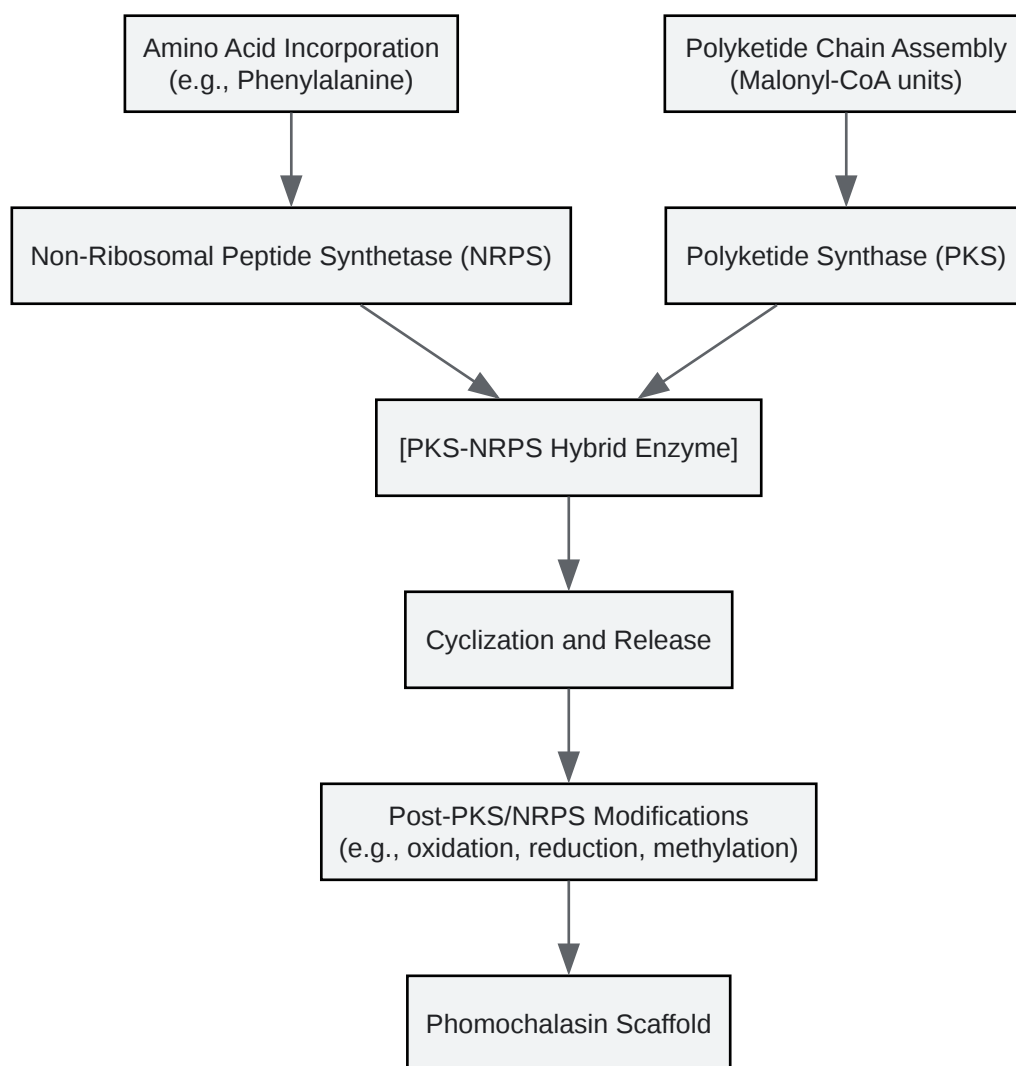 Amino Acid Incorporation
(e.g., Phenylalanine)
Polyketide Chain Assembly
(Malonyl-CoA units)
Non-Ribosomal Peptide Synthetase (NRPS)
Polyketide Synthase (PKS)
[PKS-NRPS Hybrid Enzyme]
Cyclization and Release
Post-PKS/NRPS Modifications
(e.g., oxidation, reduction, methylation)
Phomochalasin Scaffold